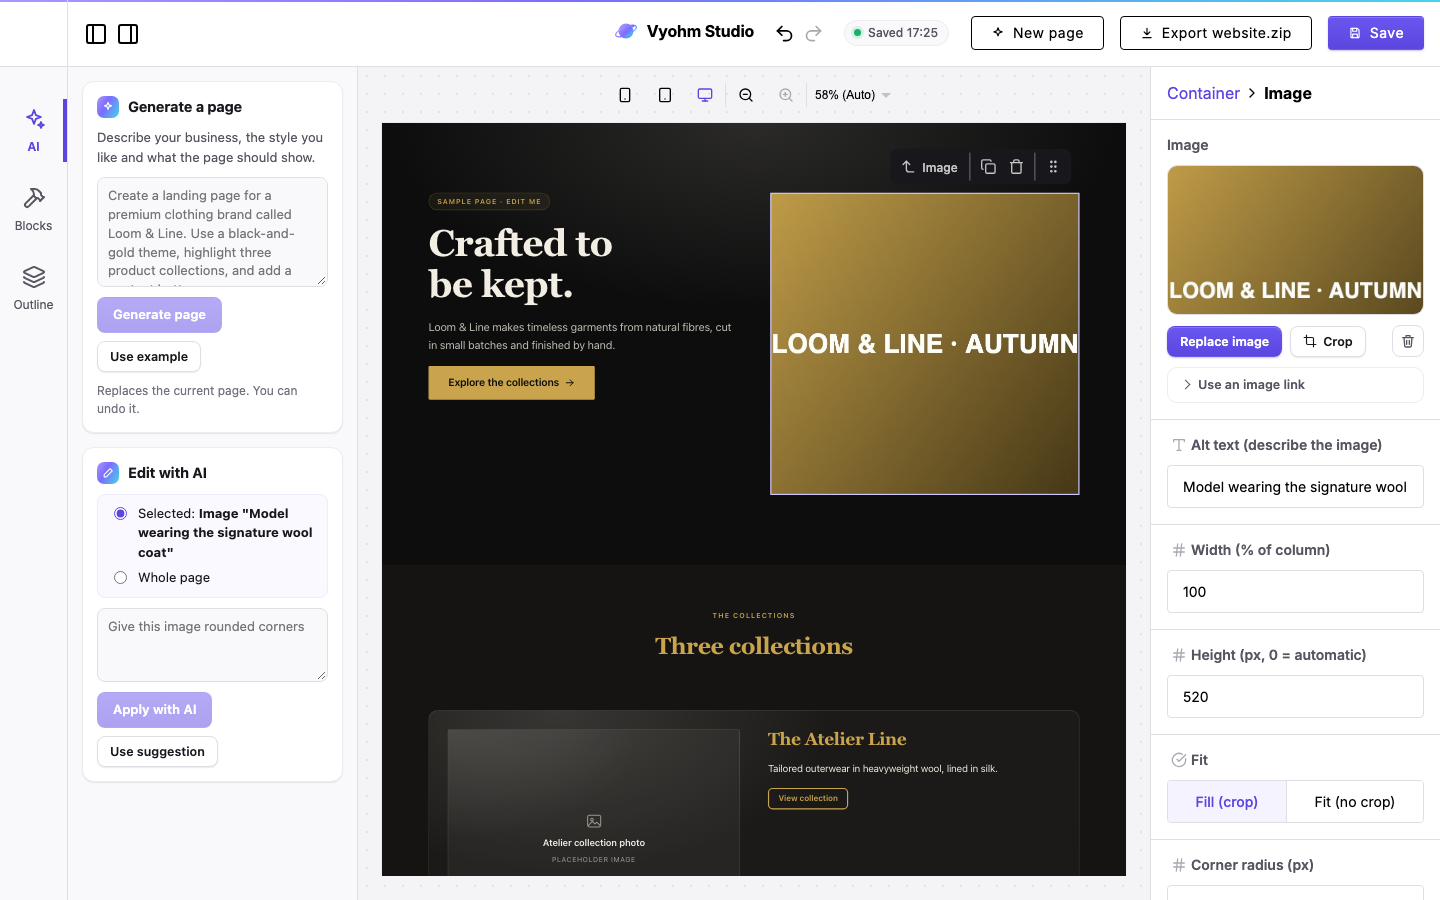 Vyohm Studio
Saved 17:25
New page
Export website.zip
Save
AI
Blocks
Outline
Generate a page
Describe your business, the style you
like and what the page should show.
Create a landing page for a
premium clothing brand called
Loom & Line. Use a black-and-
gold theme, highlight three
product collections, and add a
Generate page
Use example
Replaces the current page. You can
undo it.
Edit with AI
Selected: Image "Model
wearing the signature wool
coat"
Whole page
Give this image rounded corners
Apply with AI
Use suggestion
58% (Auto)
Image
SAMPLE PAGE · EDIT ME
Crafted to
be kept.
Loom & Line makes timeless garments from natural fibres, cut
in small batches and finished by hand.
Explore the collections →
LOOM & LINE · AUTUMN
THE COLLECTIONS
Three collections
Atelier collection photo
PLACEHOLDER IMAGE
The Atelier Line
Tailored outerwear in heavyweight wool, lined in silk.
View collection
Container > Image
Image
LOOM & LINE · AUTUMN
Replace image
Crop
Use an image link
Alt text (describe the image)
Model wearing the signature wool
Width (% of column)
100
Height (px, 0 = automatic)
520
Fit
Fill (crop)
Fit (no crop)
Corner radius (px)